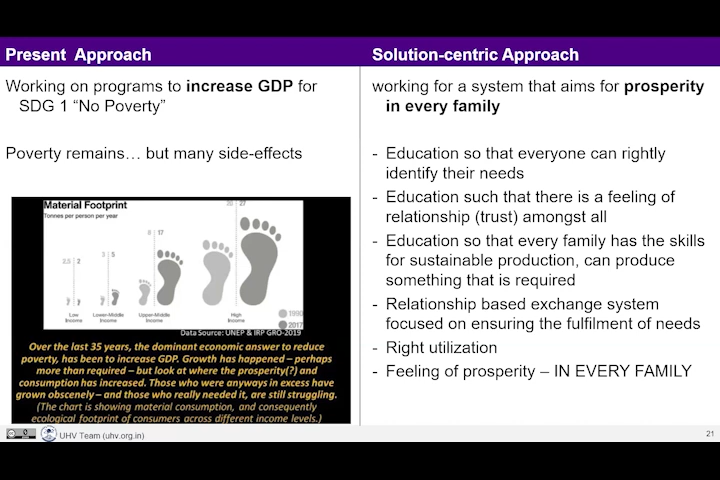 Present Approach
Solution-centric Approach
Working on programs to increase GDP for
SDG 1 “No Poverty”
Poverty remains… but many side-effects
Material Footprint
Tonnes per person per year
2,5 2
3 5
8 17
20 27
Low
Income
Lower-Middle
Income
Upper-Middle
Income
High
Income
1990
2017
Data Source: UNEP & IRP GRO-2019
Over the last 35 years, the dominant economic answer to reduce
poverty, has been to increase GDP. Growth has happened – perhaps
more than required – but look at where the prosperity(?) and
consumption has increased. Those who were anyways in excess have
grown obscenely – and those who really needed it, are still struggling.
(The chart is showing material consumption, and consequently
ecological footprint of consumers across different income levels.)
working for a system that aims for prosperity
in every family
- Education so that everyone can rightly
identify their needs
- Education such that there is a feeling of
relationship (trust) amongst all
- Education so that every family has the skills
for sustainable production, can produce
something that is required
- Relationship based exchange system
focused on ensuring the fulfilment of needs
- Right utilization
- Feeling of prosperity – IN EVERY FAMILY
UHV Team (uhv.org.in)
21